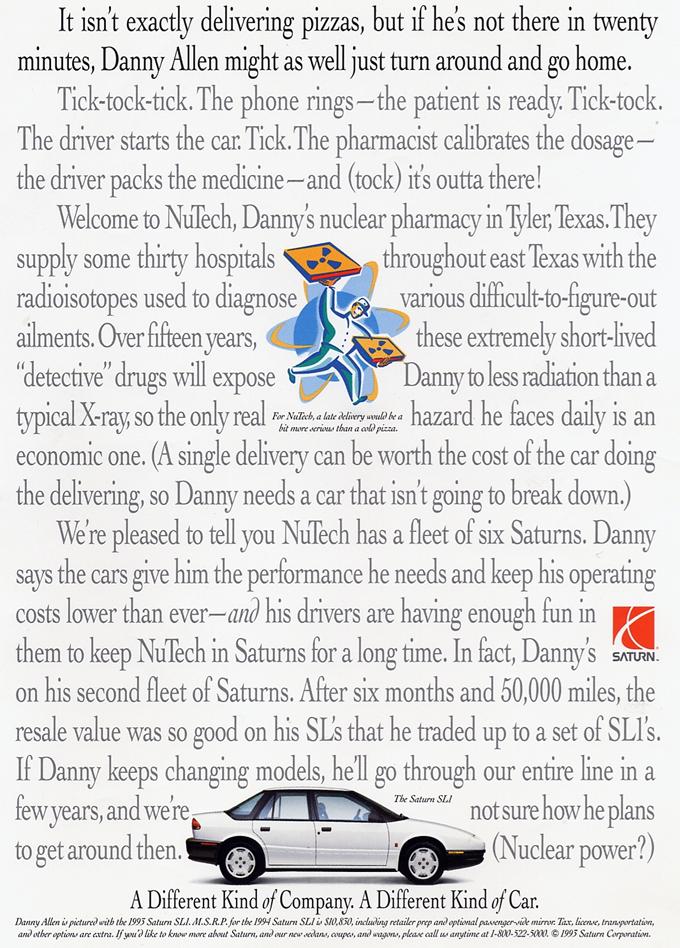 It isn't exactly delivering pizzas, but if he's not there in twenty
minutes, Danny Allen might as well just turn around and go home.
Tick-tock-tick. The phone rings—the patient is ready. Tick-tock.
The driver starts the car. Tick. The pharmacist calibrates the dosage—
the driver packs the medicine—and (tock) it's outta there!
Welcome to NuTech, Danny's nuclear pharmacy in Tyler, Texas. They
supply some thirty hospitals throughout east Texas with the
radioisotopes used to diagnose various difficult-to-figure-out
ailments. Over fifteen years, these extremely short-lived
"detective" drugs will expose Danny to less radiation than a
typical X-ray, so the only real hazard he faces daily is an
For NuTech, a late delivery would be a
bit more serious than a cold pizza.
economic one. (A single delivery can be worth the cost of the car doing
the delivering, so Danny needs a car that isn't going to break down.)
We're pleased to tell you NuTech has a fleet of six Saturns. Danny
says the cars give him the performance he needs and keep his operating
costs lower than ever—and his drivers are having enough fun in
them to keep NuTech in Saturns for a long time. In fact, Danny's
SATURN.
on his second fleet of Saturns. After six months and 50,000 miles, the
resale value was so good on his SL's that he traded up to a set of SL1's.
If Danny keeps changing models, he'll go through our entire line in a
few years, and we're not sure how he plans
The Saturn SL1
to get around then. (Nuclear power?)
A Different Kind of Company. A Different Kind of Car.
Danny Allen is pictured with the 1995 Saturn SL1. M.S.R.P. for the 1994 Saturn SL1 is $10,830, including retailer prep and optional passenger-side mirror. Tax, license, transportation,
and other options are extra. If you'd like to know more about Saturn, and our new sedans, coupes, and wagons, please call us anytime at 1-800-522-5000. © 1993 Saturn Corporation.